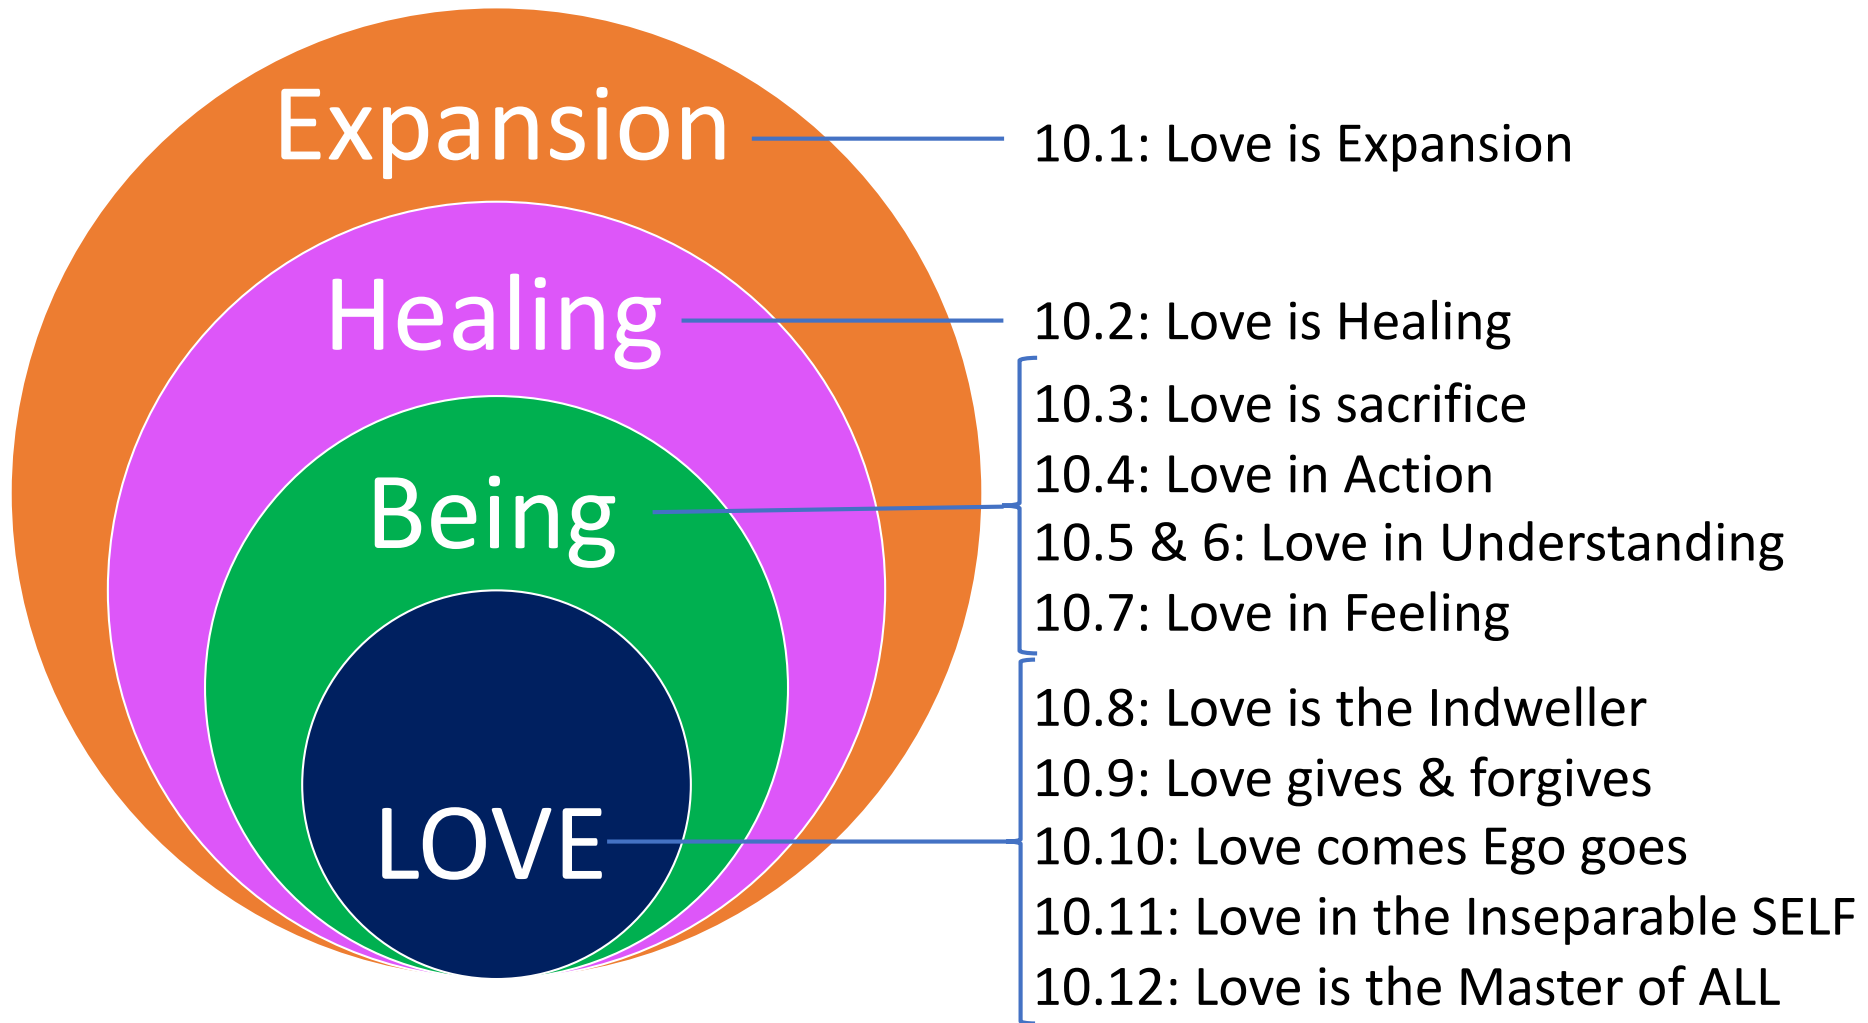 Expansion
Healing
Being
LOVE
10.1: Love is Expansion
10.2: Love is Healing
10.3: Love is sacrifice
10.4: Love in Action
10.5 & 6: Love in Understanding
10.7: Love in Feeling
10.8: Love is the Indweller
10.9: Love gives & forgives
10.10: Love comes Ego goes
10.11: Love in the Inseparable SELF
10.12: Love is the Master of ALL